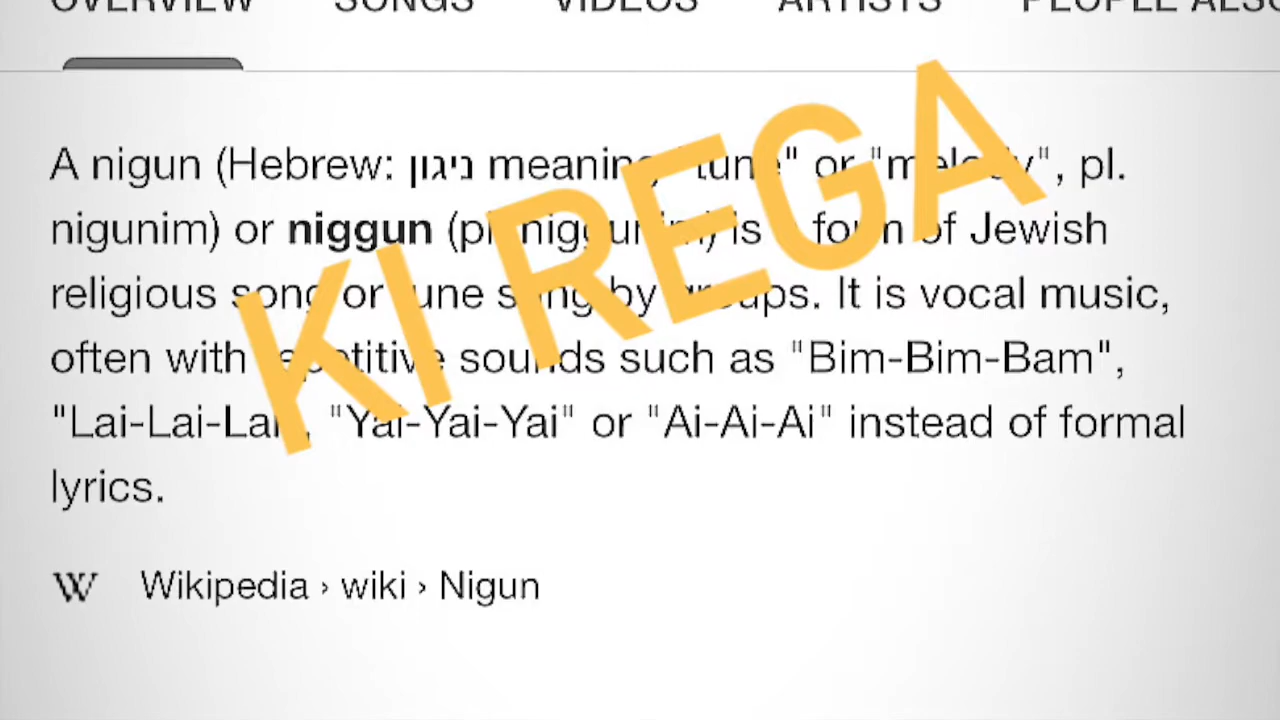 OVERVIEW SONGS VIDEOS ARTISTS PEOPLE ALSO
A nigun (Hebrew: ניגון meaning "tune" or "melody", pl.
nigunim) or niggun (pl. niggunim) is a form of Jewish
religious song or tune sung by groups. It is vocal music,
often with repetitive sounds such as "Bim-Bim-Bam",
"Lai-Lai-Lai", "Yai-Yai-Yai" or "Ai-Ai-Ai" instead of formal
lyrics.
W Wikipedia › wiki › Nigun
KI REGA